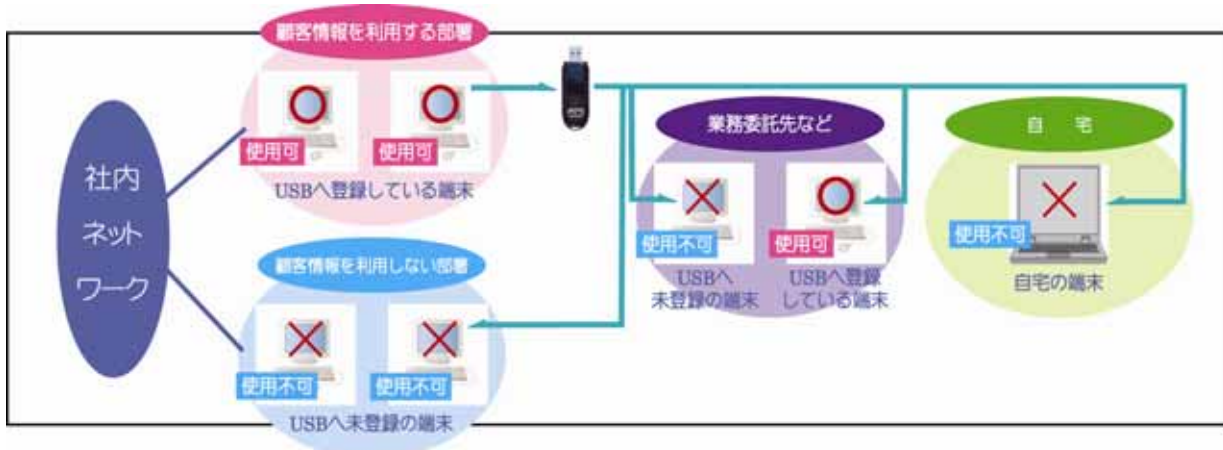 顧客情報を利用する部署
使用可
使用可
USBへ登録している端末
社内
ネット
ワーク
顧客情報を利用しない部署
使用不可
使用不可
USBへ未登録の端末
業務委託先など
使用不可
使用可
USBへ
未登録の端末
USBへ登録
している端末
自 宅
使用不可
自宅の端末